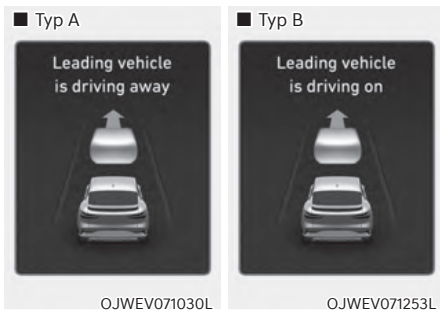 ■ Typ A
Leading vehicle
is driving away
OJWEV071030L
■ Typ B
Leading vehicle
is driving on
OJWEV071253L